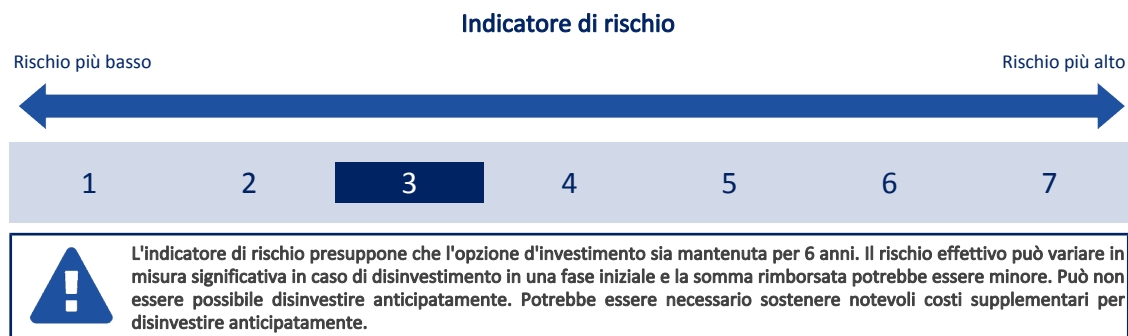 Indicatore di rischio
Rischio più basso
Rischio più alto
1 2 3 4 5 6 7
L'indicatore di rischio presuppone che l'opzione d'investimento sia mantenuta per 6 anni. Il rischio effettivo può variare in
misura significativa in caso di disinvestimento in una fase iniziale e la somma rimborsata potrebbe essere minore. Può non
essere possibile disinvestire anticipatamente. Potrebbe essere necessario sostenere notevoli costi supplementari per
disinvestire anticipatamente.